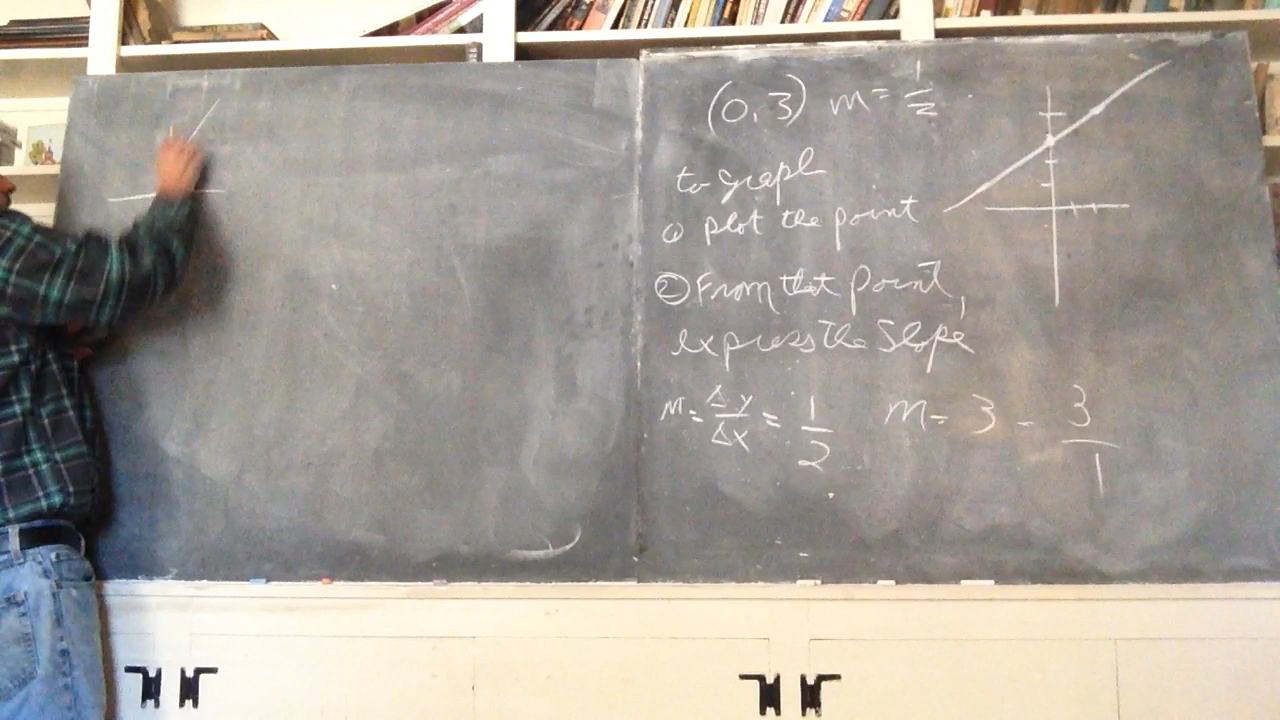 (0,3) m = 1/2
to graph
① plot the point
② From that point,
express the slope
m = Δy/Δx = 1/2 m = 3 - 3/1